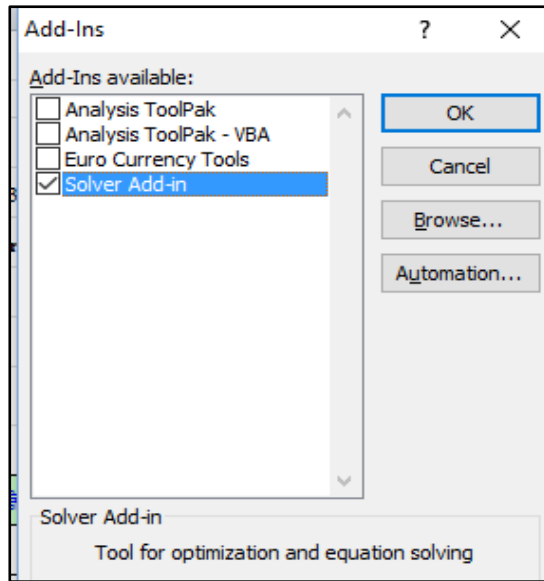 Add-Ins ? ×
Add-Ins available:
Analysis ToolPak
Analysis ToolPak - VBA
Euro Currency Tools
Solver Add-in
OK
Cancel
Browse...
Automation...
Solver Add-in
Tool for optimization and equation solving